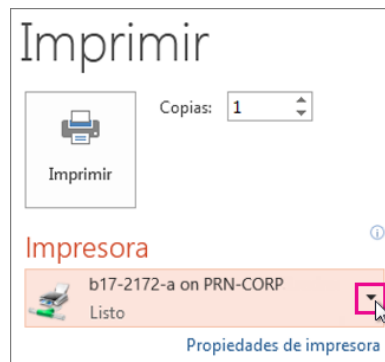 Imprimir
Copias: 1
Imprimir
Impresora
b17-2172-a on PRN-CORP
Listo
Propiedades de impresora